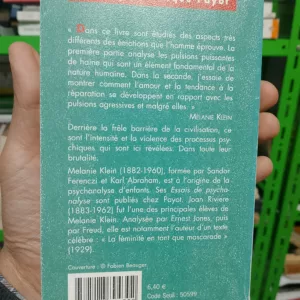 Payot
« Dans ce livre sont étudiés des aspects très
différents des émotions que l'homme éprouve. La
première partie analyse les pulsions puissantes
de haine qui sont un élément fondamental de la
nature humaine. Dans la seconde, j'essaie de
montrer comment l'amour et la tendance à la
réparation se développent en rapport avec les
pulsions agressives et malgré elles. »
MELANIE KLEIN
Derrière la frêle barrière de la civilisation, ce
sont l'intensité et la violence des processus psy-
chiques qui sont ici révélées. Dans toute leur
brutalité.
Melanie Klein (1882-1960), formée par Sandor
Ferenczi et Karl Abraham, est à l'origine de la
psychanalyse d'enfants. Ses Essais de psycha-
nalyse sont publiés chez Payot. Joan Riviere
(1883-1962) fut l'une des principales élèves de
Melanie Klein. Analysée par Ernest Jones, puis
par Freud, elle est notamment l'auteur d'un texte
célèbre : « La féminité en tant que mascarade »
(1929).
Couverture : © Fabian
6,40 €
Code Sodil :